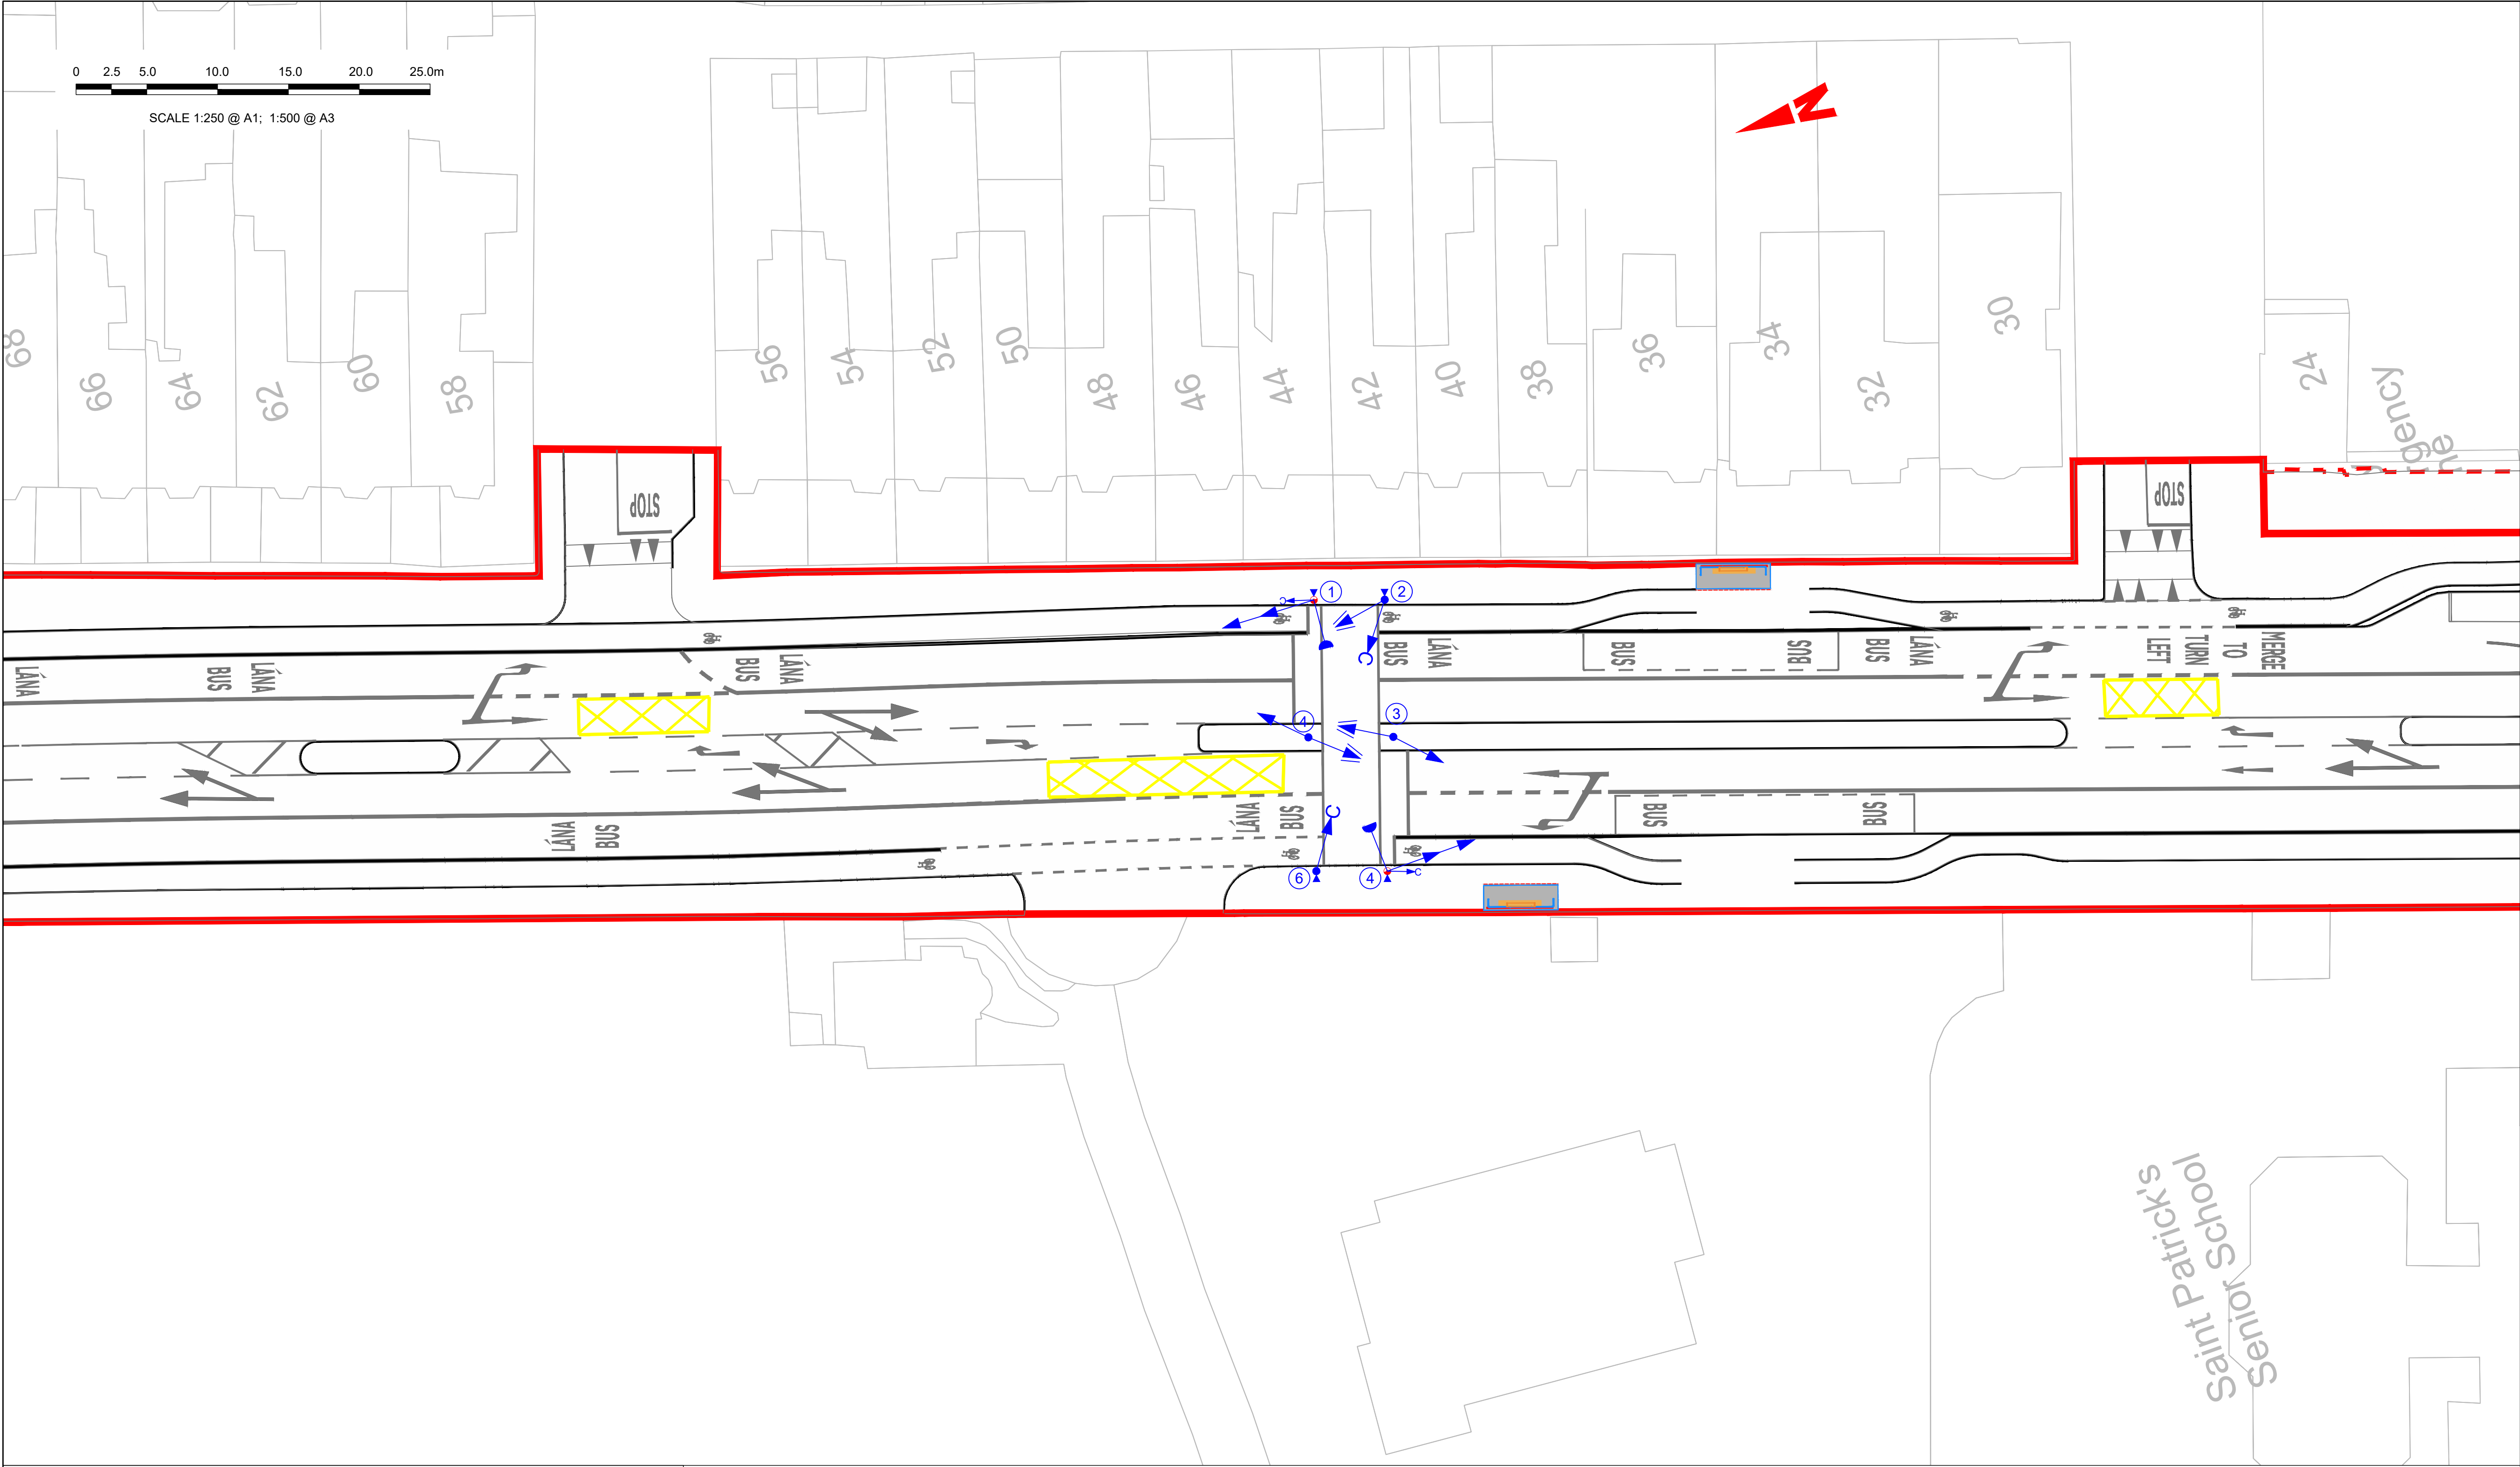 0 2.5 5.0 10.0 15.0 20.0 25.0m
SCALE 1:250 @ A1; 1:500 @ A3
N
68
66
64
62
60
58
56
54
52
50
48
46
44
42
40
38
36
34
32
30
24
STOP
STOP
1
2
C
C
LÁNA
BUS
LÁNA
BUS
LÁNA
BUS
LÁNA
BUS
BUS
BUS
LÁNA
LEFT
TURN
TO
MERGE
4
3
LÁNA
BUS
LÁNA
BUS
C
BUS
BUS
6
4
C
Saint Patrick's
Senior School